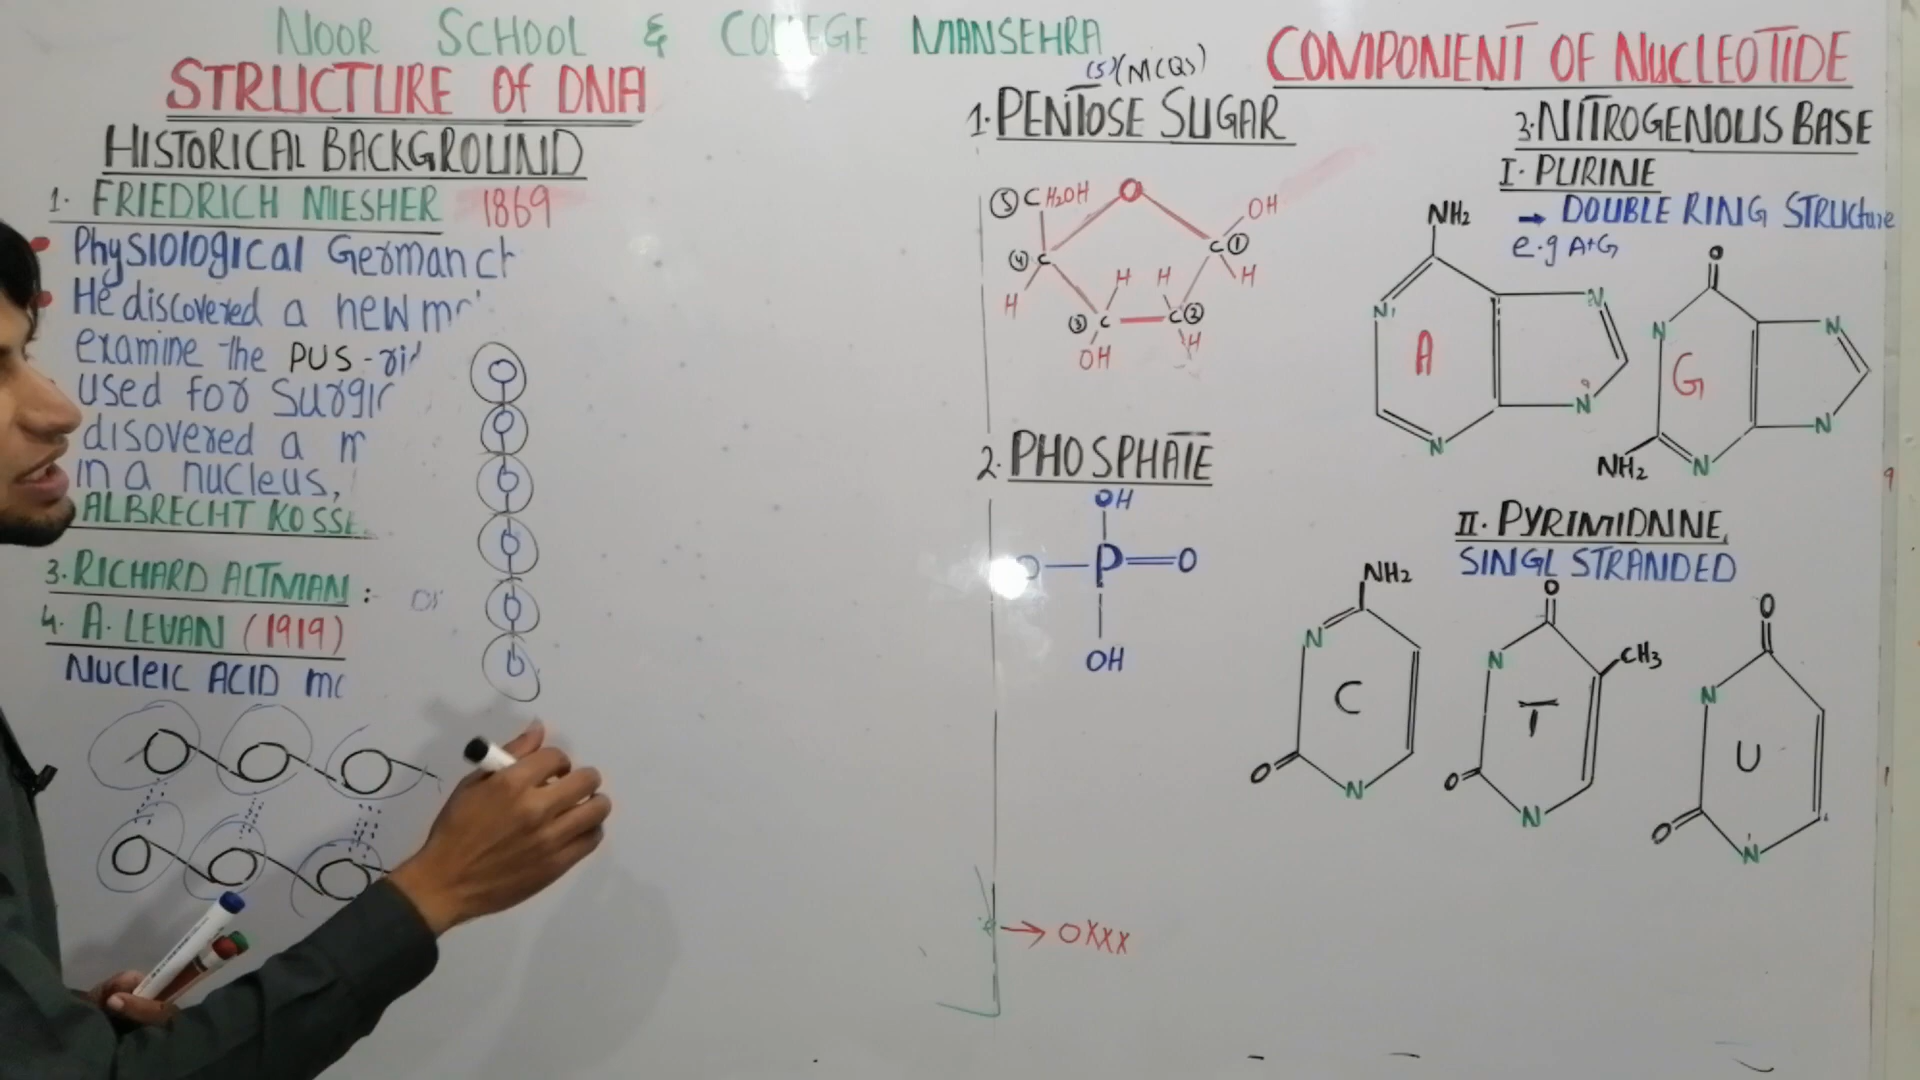 NOOR SCHOOL & COLLEGE MANSEHRA
STRUCTURE Of DNA
HISTORICAL BACKGROUND
1. FRIEDRICH MIESHER 1869
Physiological German
He discovered a new
examine the PUS
used for
disovered a
in a nucleus,
ALBRECHT
3. RICHARD ALTMAN :-
4. A. LEVAN (1919)
NUCleIC ACID
COMPONENT OF NUCLEOTIDE
(5)(MCQs)
1. PENTOSE SUGAR
⑤ CH₂OH
O
OH
④ C
C ①
H
H
H
H
③ C
C ②
OH
H
2. PHOSPHATE
OH
O
P
O
OH
→ OXXX
3. NITROGENOUS BASE
I. PURINE
→ DOUBLE RING STRUCture
e.g A+G
NH₂
N₁
N
A
N
9
N
O
N
N
G
N
NH₂
N
II. PYRIMIDNINE,
SINGL STRANDED
NH₂
N
C
O
N
O
N
CH₃
T
O
N
O
N
U
O
N